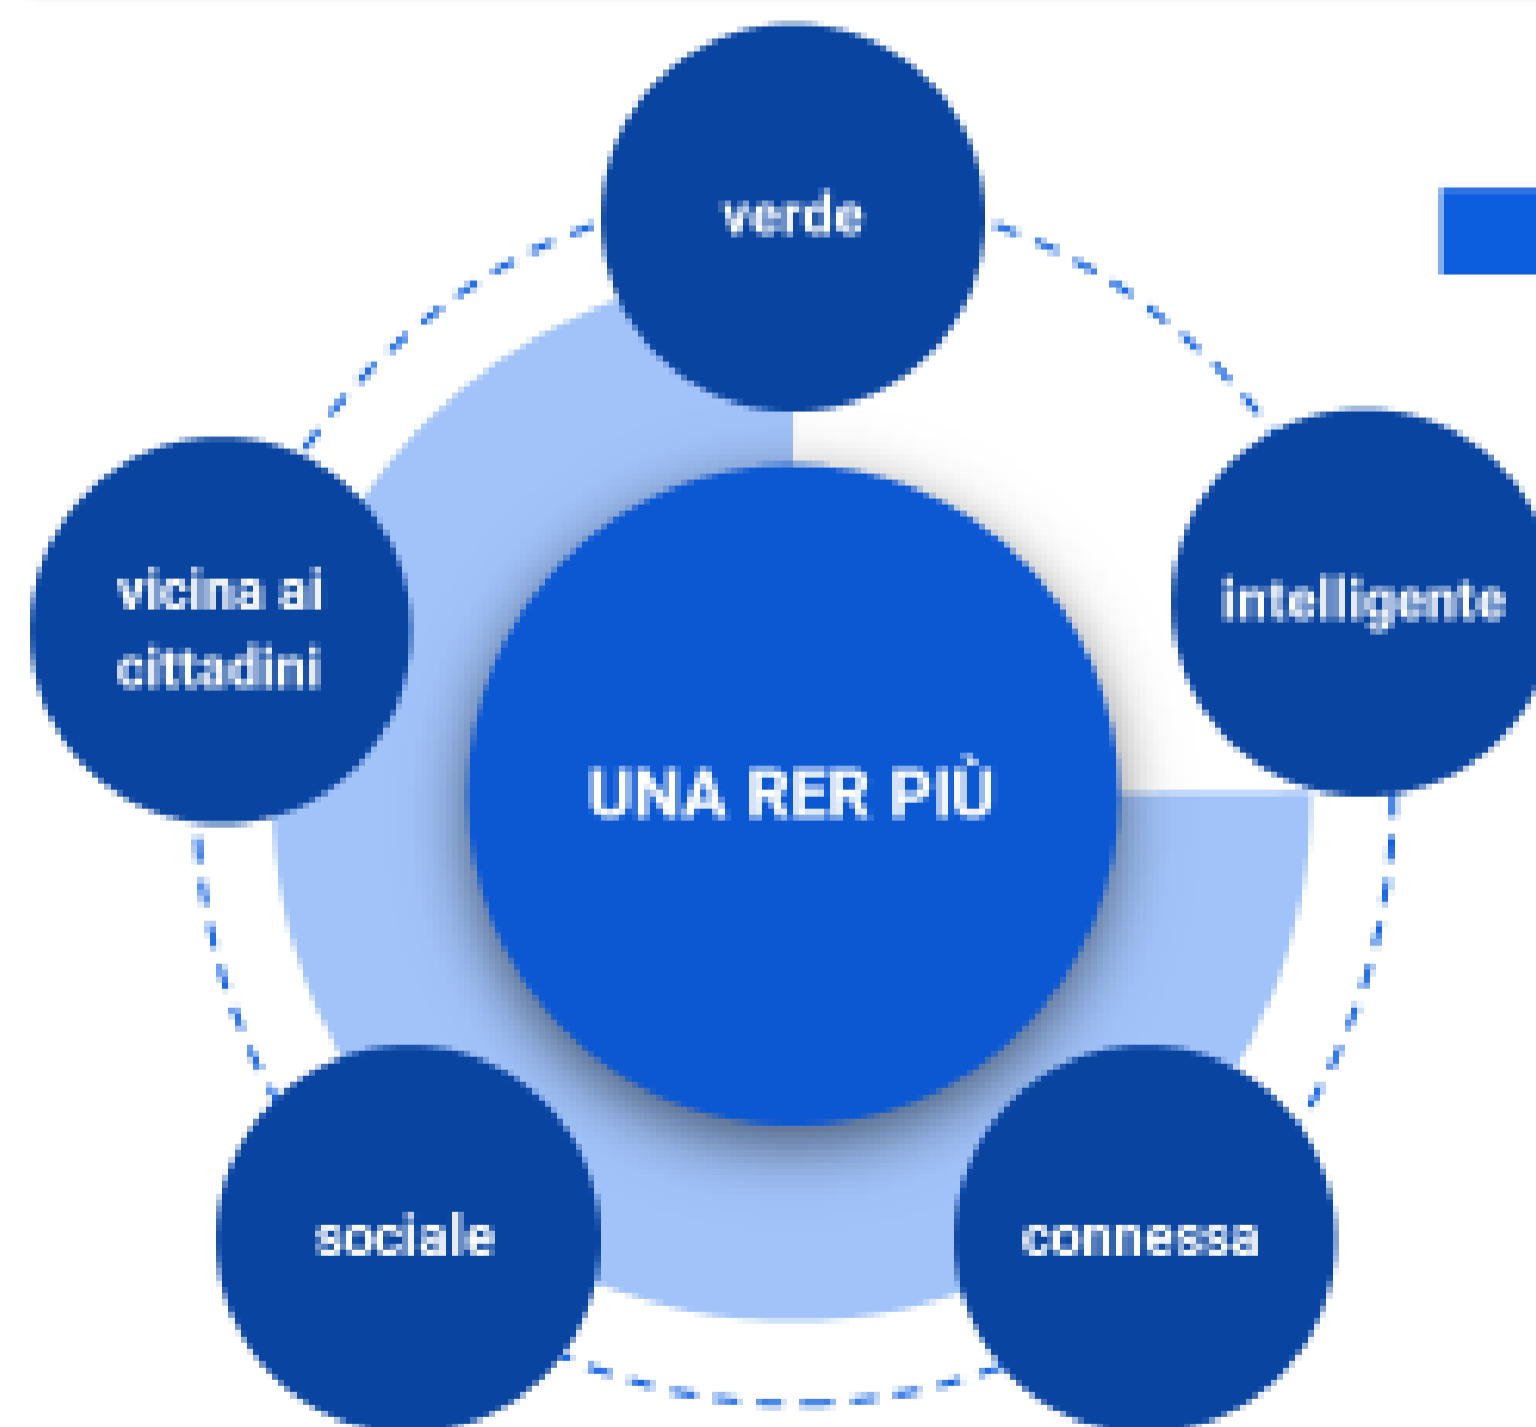 verde
intelligente
vicina ai
cittadini
UNA RER PIÙ
sociale
connessa